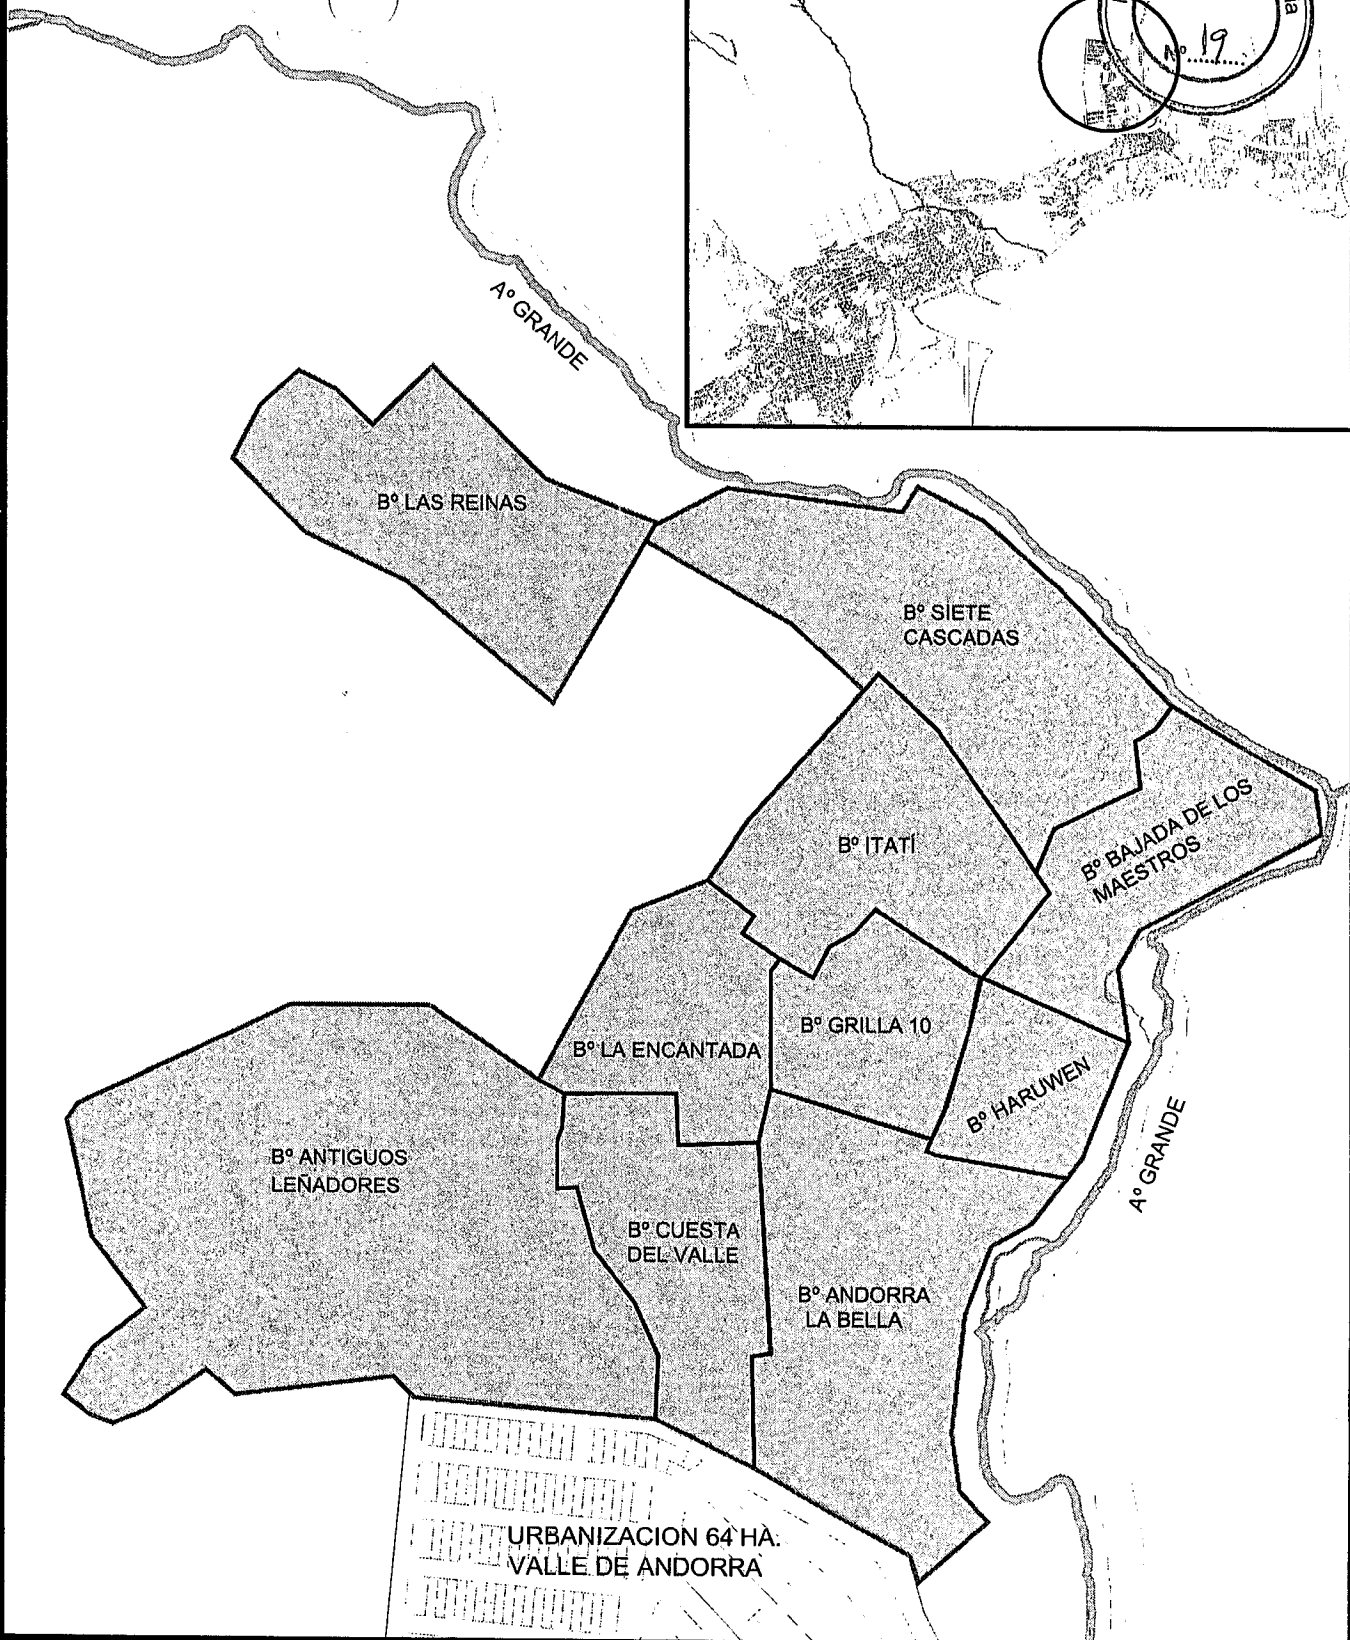 Nº 19
Aº GRANDE
Bº LAS REINAS
Bº SIETE
CASCADAS
Bº ITATÍ
Bº BAJADA DE LOS
MAESTROS
Bº GRILLA 10
Bº LA ENCANTADA
Bº HARUWEN
Aº GRANDE
Bº ANTIGUOS
LEÑADORES
Bº CUESTA
DEL VALLE
Bº ANDORRA
LA BELLA
URBANIZACION 64 HA.
VALLE DE ANDORRA